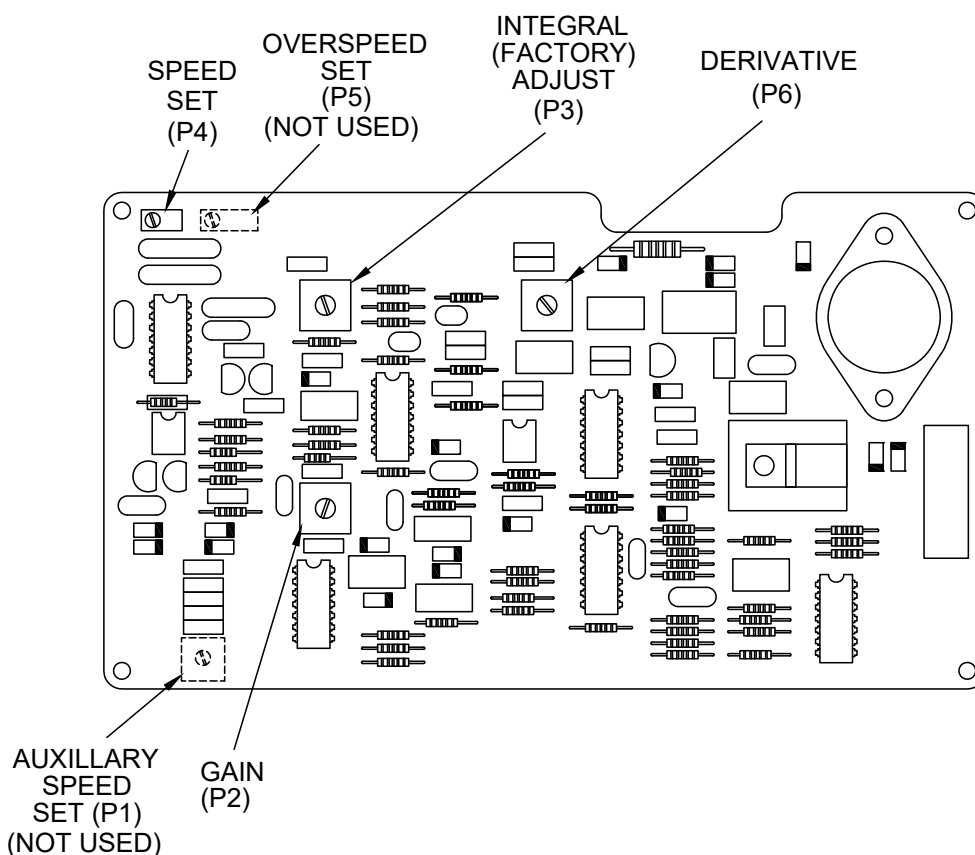 SPEED
SET
(P4)
OVERSPEED
SET
(P5)
(NOT USED)
INTEGRAL
(FACTORY)
ADJUST
(P3)
DERIVATIVE
(P6)
AUXILLARY
SPEED
SET (P1)
(NOT USED)
GAIN
(P2)